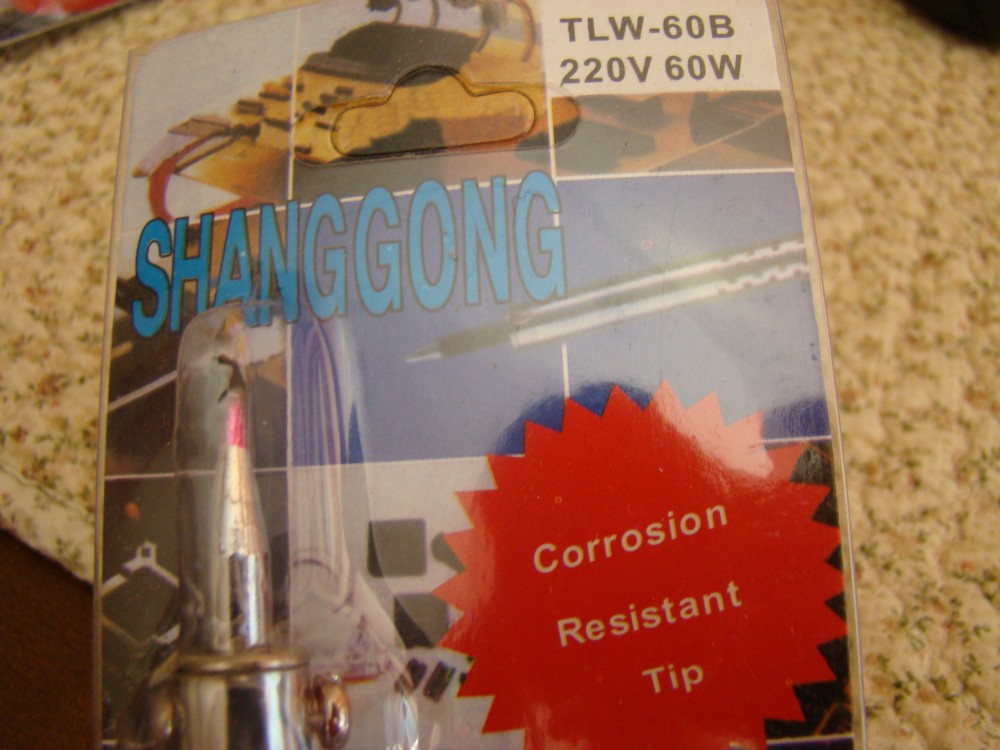 TLW-60B
220V 60W
SHANGGONG
Corrosion
Resistant
Tip